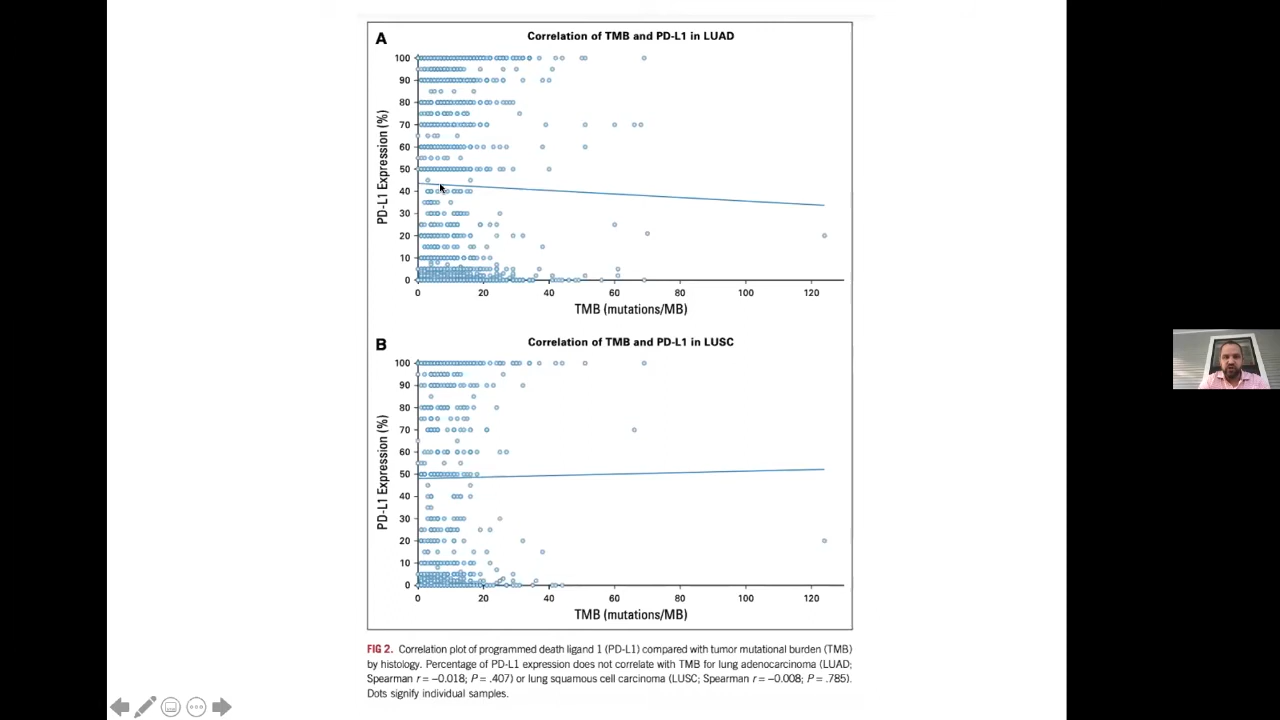 A
Correlation of TMB and PD-L1 in LUAD
PD-L1 Expression (%)
100
90
80
70
60
50
40
30
20
10
0
0 20 40 60 80 100 120
TMB (mutations/MB)
B
Correlation of TMB and PD-L1 in LUSC
PD-L1 Expression (%)
100
90
80
70
60
50
40
30
20
10
0
0 20 40 60 80 100 120
TMB (mutations/MB)
FIG 2. Correlation plot of programmed death ligand 1 (PD-L1) compared with tumor mutational burden (TMB)
by histology. Percentage of PD-L1 expression does not correlate with TMB for lung adenocarcinoma (LUAD;
Spearman r = −0.018; P = .407) or lung squamous cell carcinoma (LUSC; Spearman r = −0.008; P = .785).
Dots signify individual samples.